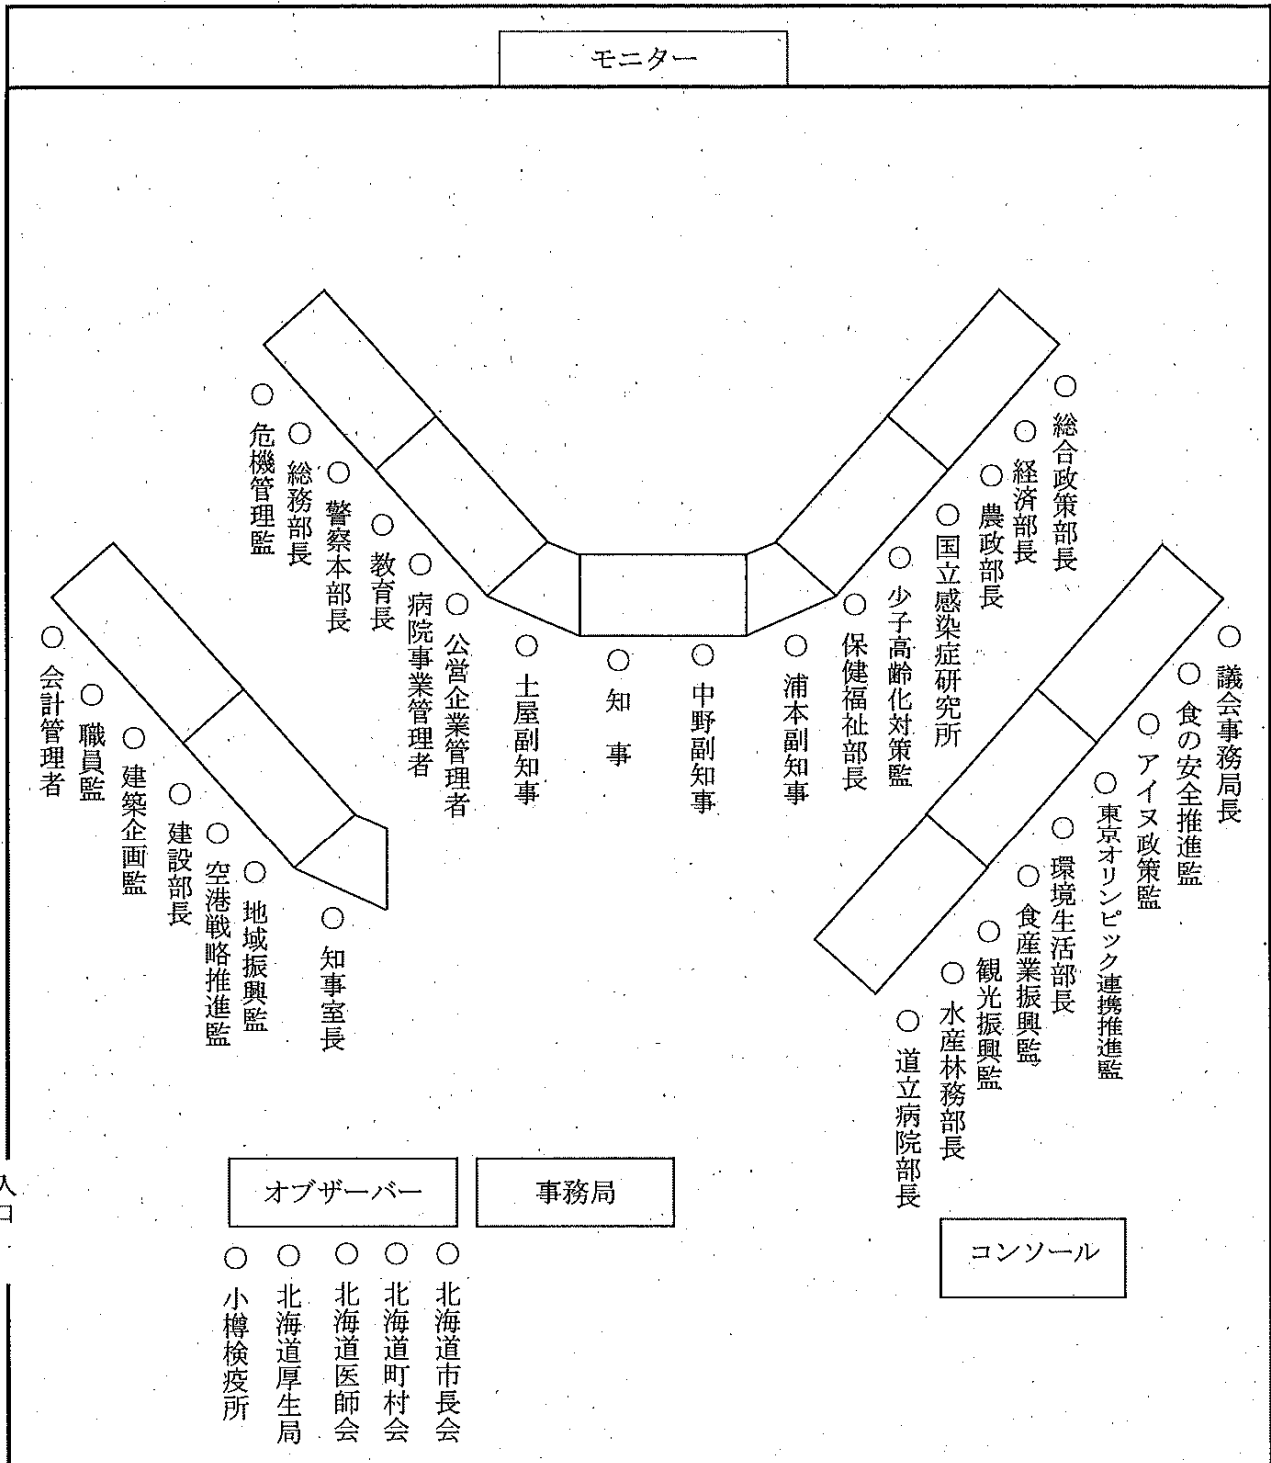 モニター
○ 危機管理監
○ 総務部長
○ 警察本部長
○ 教育長
○ 病院事業管理者
○ 公営企業管理者
○ 土屋副知事
○ 知　事
○ 中野副知事
○ 浦本副知事
○ 保健福祉部長
○ 少子高齢化対策監
○ 国立感染症研究所
○ 農政部長
○ 経済部長
○ 総合政策部長
○ 会計管理者
○ 職員監
○ 建築企画監
○ 建設部長
○ 空港戦略推進監
○ 地域振興監
○ 知事室長
○ 道立病院部長
○ 水産林務部長
○ 観光振興監
○ 食産業振興監
○ 環境生活部長
○ 東京オリンピック連携推進監
○ アイヌ政策監
○ 食の安全推進監
○ 議会事務局長
入口
オブザーバー
事務局
コンソール
○ 小樽検疫所
○ 北海道厚生局
○ 北海道医師会
○ 北海道町村会
○ 北海道市長会